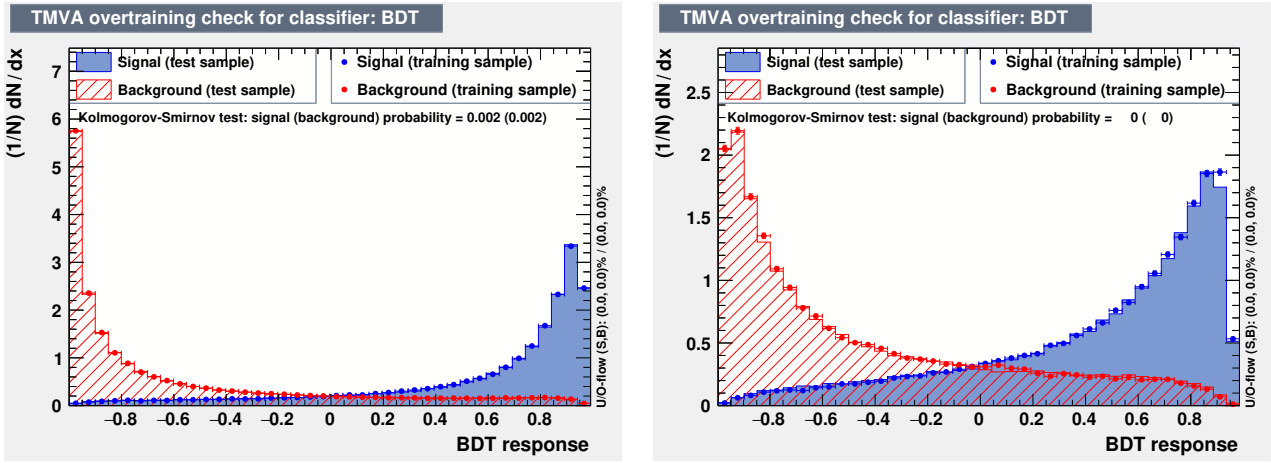 TMVA overtraining check for classifier: BDT
(1/N) dN / dx
Signal (test sample)
Background (test sample)
Signal (training sample)
Background (training sample)
Kolmogorov-Smirnov test: signal (background) probability = 0.002 (0.002)
7
6
5
4
3
2
1
0
−0.8 −0.6 −0.4 −0.2 0 0.2 0.4 0.6 0.8
BDT response
U/O-flow (S,B): (0.0, 0.0)% / (0.0, 0.0)%
TMVA overtraining check for classifier: BDT
(1/N) dN / dx
Signal (test sample)
Background (test sample)
Signal (training sample)
Background (training sample)
Kolmogorov-Smirnov test: signal (background) probability = 0 ( 0)
2.5
2
1.5
1
0.5
0
−0.8 −0.6 −0.4 −0.2 0 0.2 0.4 0.6 0.8
BDT response
U/O-flow (S,B): (0.0, 0.0)% / (0.0, 0.0)%